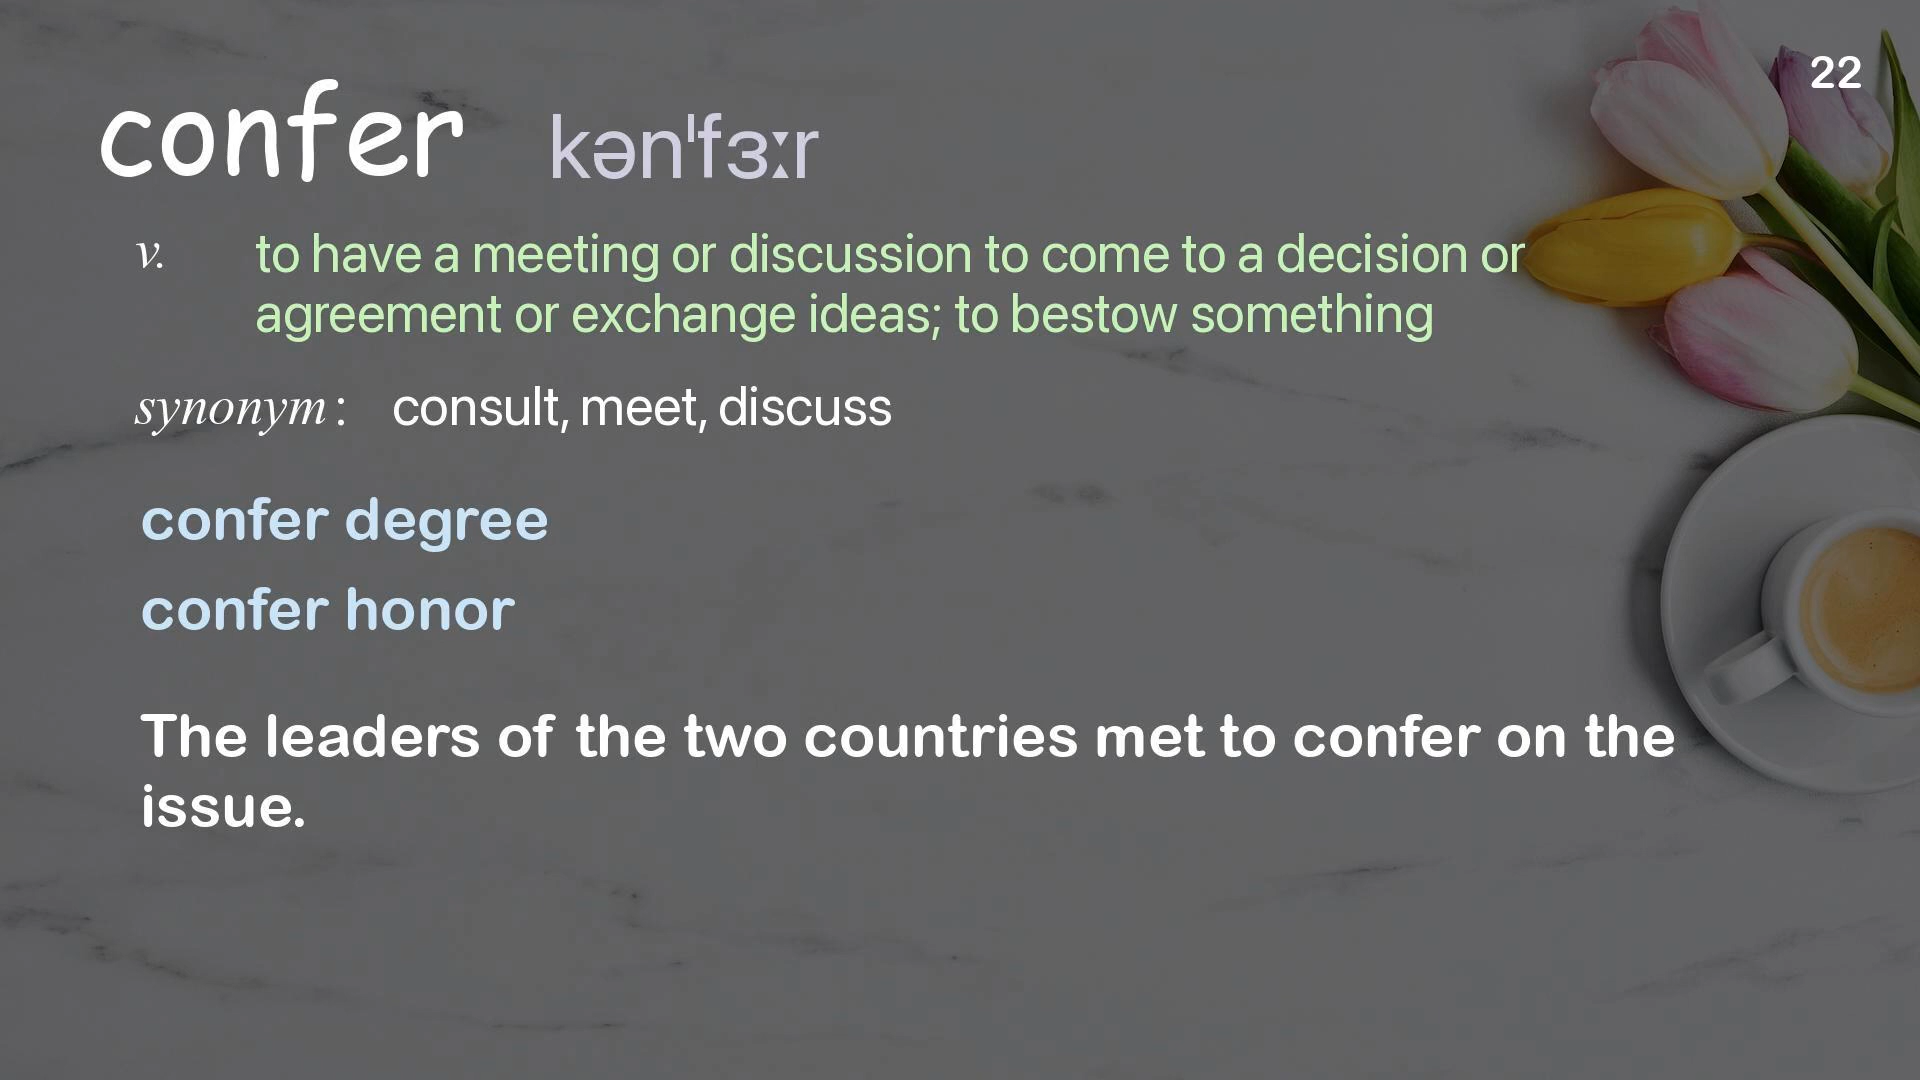 22
confer kənˈfɜːr
v. to have a meeting or discussion to come to a decision or
agreement or exchange ideas; to bestow something
synonym : consult, meet, discuss
confer degree
confer honor
The leaders of the two countries met to confer on the
issue.